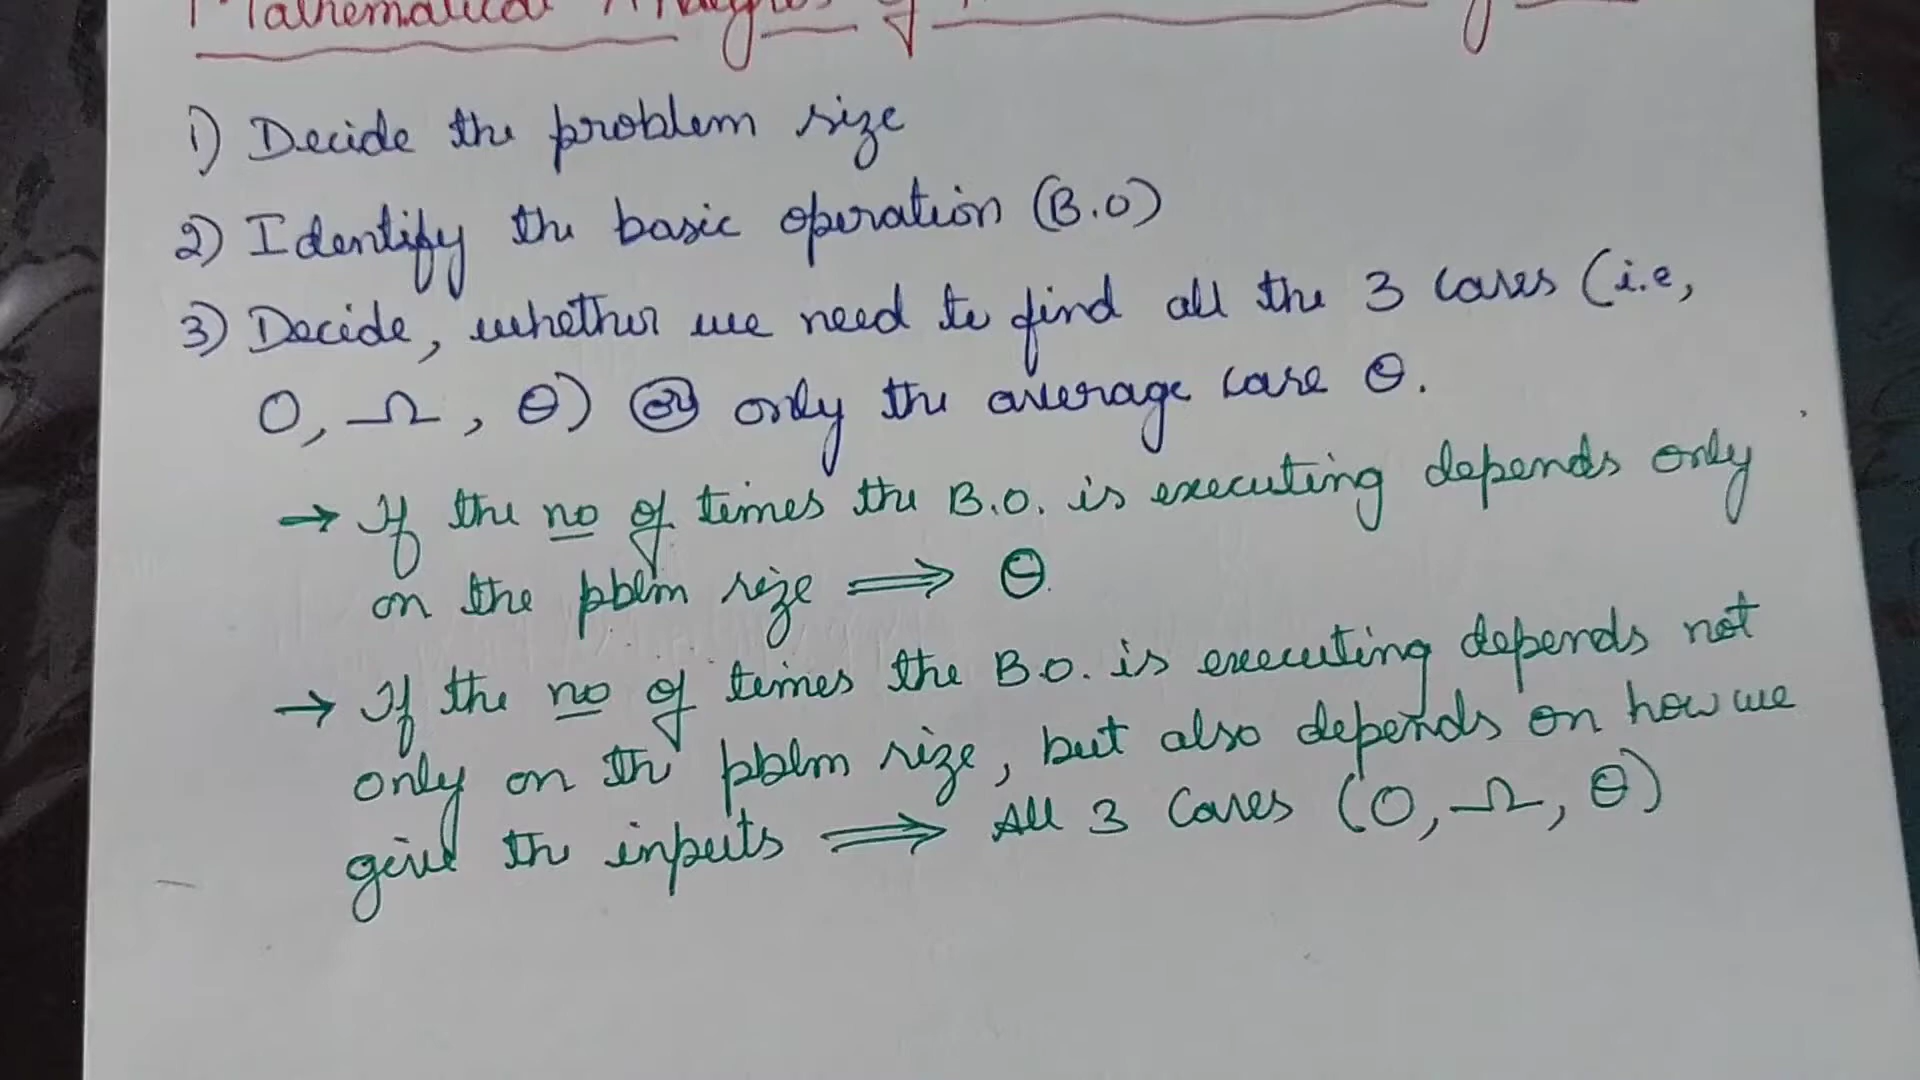 Mathematical Analysis of
1) Decide the problem size
2) Identify the basic operation (B.O)
3) Decide, whether we need to find all the 3 cases (i.e,
O, Ω, Θ) or only the average case Θ.
→ If the no of times the B.O. is executing depends only
on the pblm size ⟹ Θ.
→ If the no of times the B.O. is executing depends not
only on the pblm size, but also depends on how we
give the inputs ⟹ All 3 cases (O, Ω, Θ)